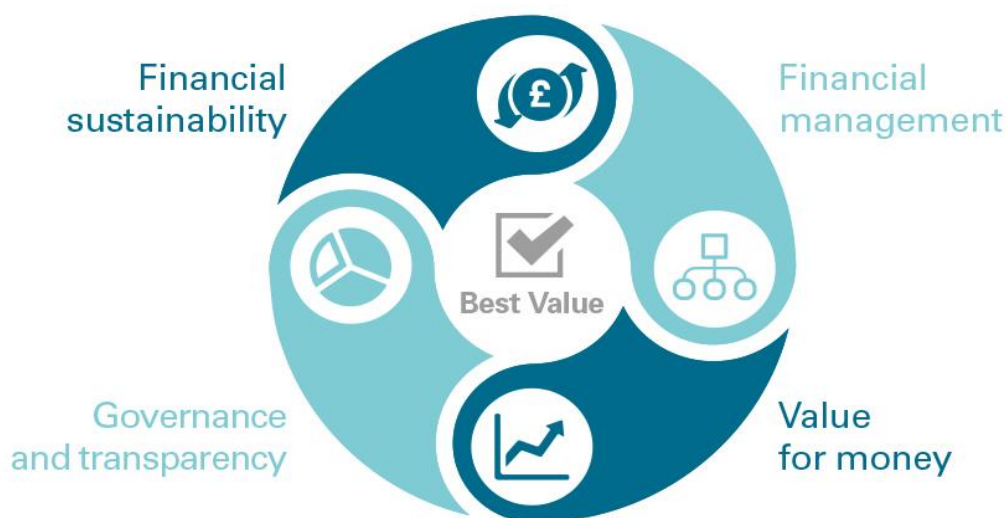 Financial
sustainability
Financial
management
£
Best Value
Governance
and transparency
Value
for money